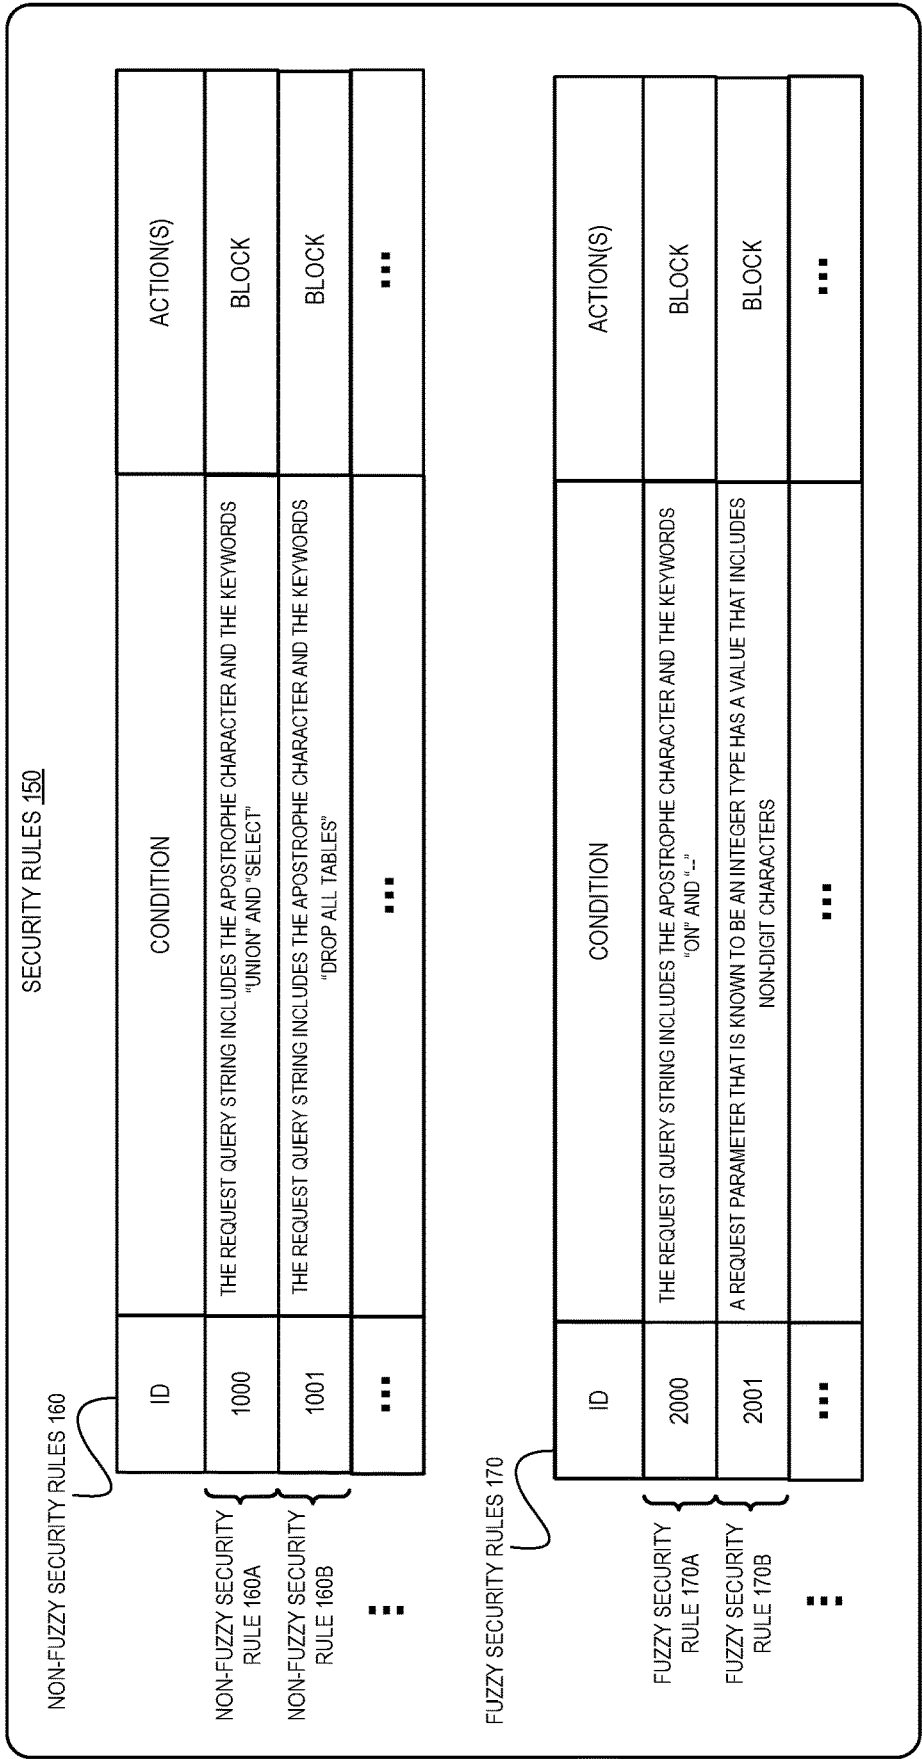 SECURITY RULES 150
NON-FUZZY SECURITY RULES 160
ID
CONDITION
ACTION(S)
NON-FUZZY SECURITY
RULE 160A
1000
THE REQUEST QUERY STRING INCLUDES THE APOSTROPHE CHARACTER AND THE KEYWORDS
“UNION” AND “SELECT”
BLOCK
NON-FUZZY SECURITY
RULE 160B
1001
THE REQUEST QUERY STRING INCLUDES THE APOSTROPHE CHARACTER AND THE KEYWORDS
“DROP ALL TABLES”
BLOCK
FUZZY SECURITY RULES 170
ID
CONDITION
ACTION(S)
FUZZY SECURITY
RULE 170A
2000
THE REQUEST QUERY STRING INCLUDES THE APOSTROPHE CHARACTER AND THE KEYWORDS
“ON” AND “--”
BLOCK
FUZZY SECURITY
RULE 170B
2001
A REQUEST PARAMETER THAT IS KNOWN TO BE AN INTEGER TYPE HAS A VALUE THAT INCLUDES
NON-DIGIT CHARACTERS
BLOCK